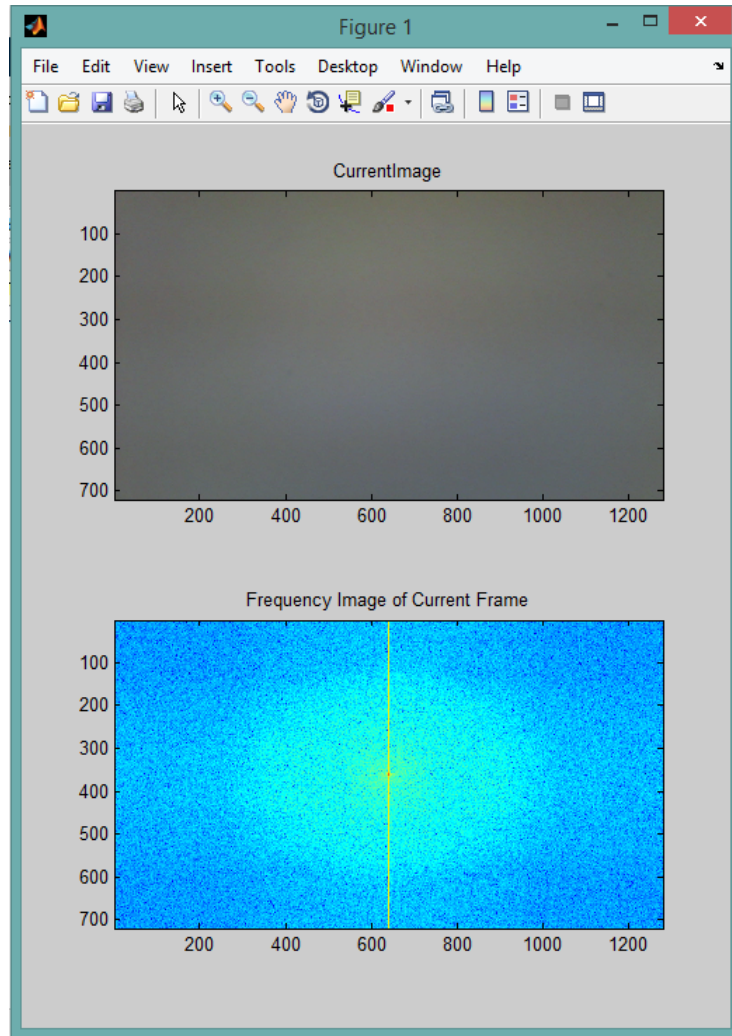 Figure 1
File Edit View Insert Tools Desktop Window Help
CurrentImage
100
200
300
400
500
600
700
200 400 600 800 1000 1200
Frequency Image of Current Frame
100
200
300
400
500
600
700
200 400 600 800 1000 1200